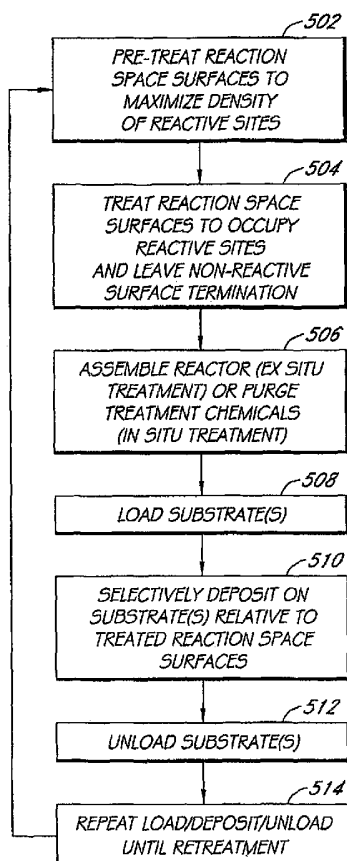 502
PRE-TREAT REACTION
SPACE SURFACES TO
MAXIMIZE DENSITY
OF REACTIVE SITES
504
TREAT REACTION SPACE
SURFACES TO OCCUPY
REACTIVE SITES
AND LEAVE NON-REACTIVE
SURFACE TERMINATION
506
ASSEMBLE REACTOR (EX SITU
TREATMENT) OR PURGE
TREATMENT CHEMICALS
(IN SITU TREATMENT)
508
LOAD SUBSTRATE(S)
510
SELECTIVELY DEPOSIT ON
SUBSTRATE(S) RELATIVE TO
TREATED REACTION SPACE
SURFACES
512
UNLOAD SUBSTRATE(S)
514
REPEAT LOAD/DEPOSIT/UNLOAD
UNTIL RETREATMENT